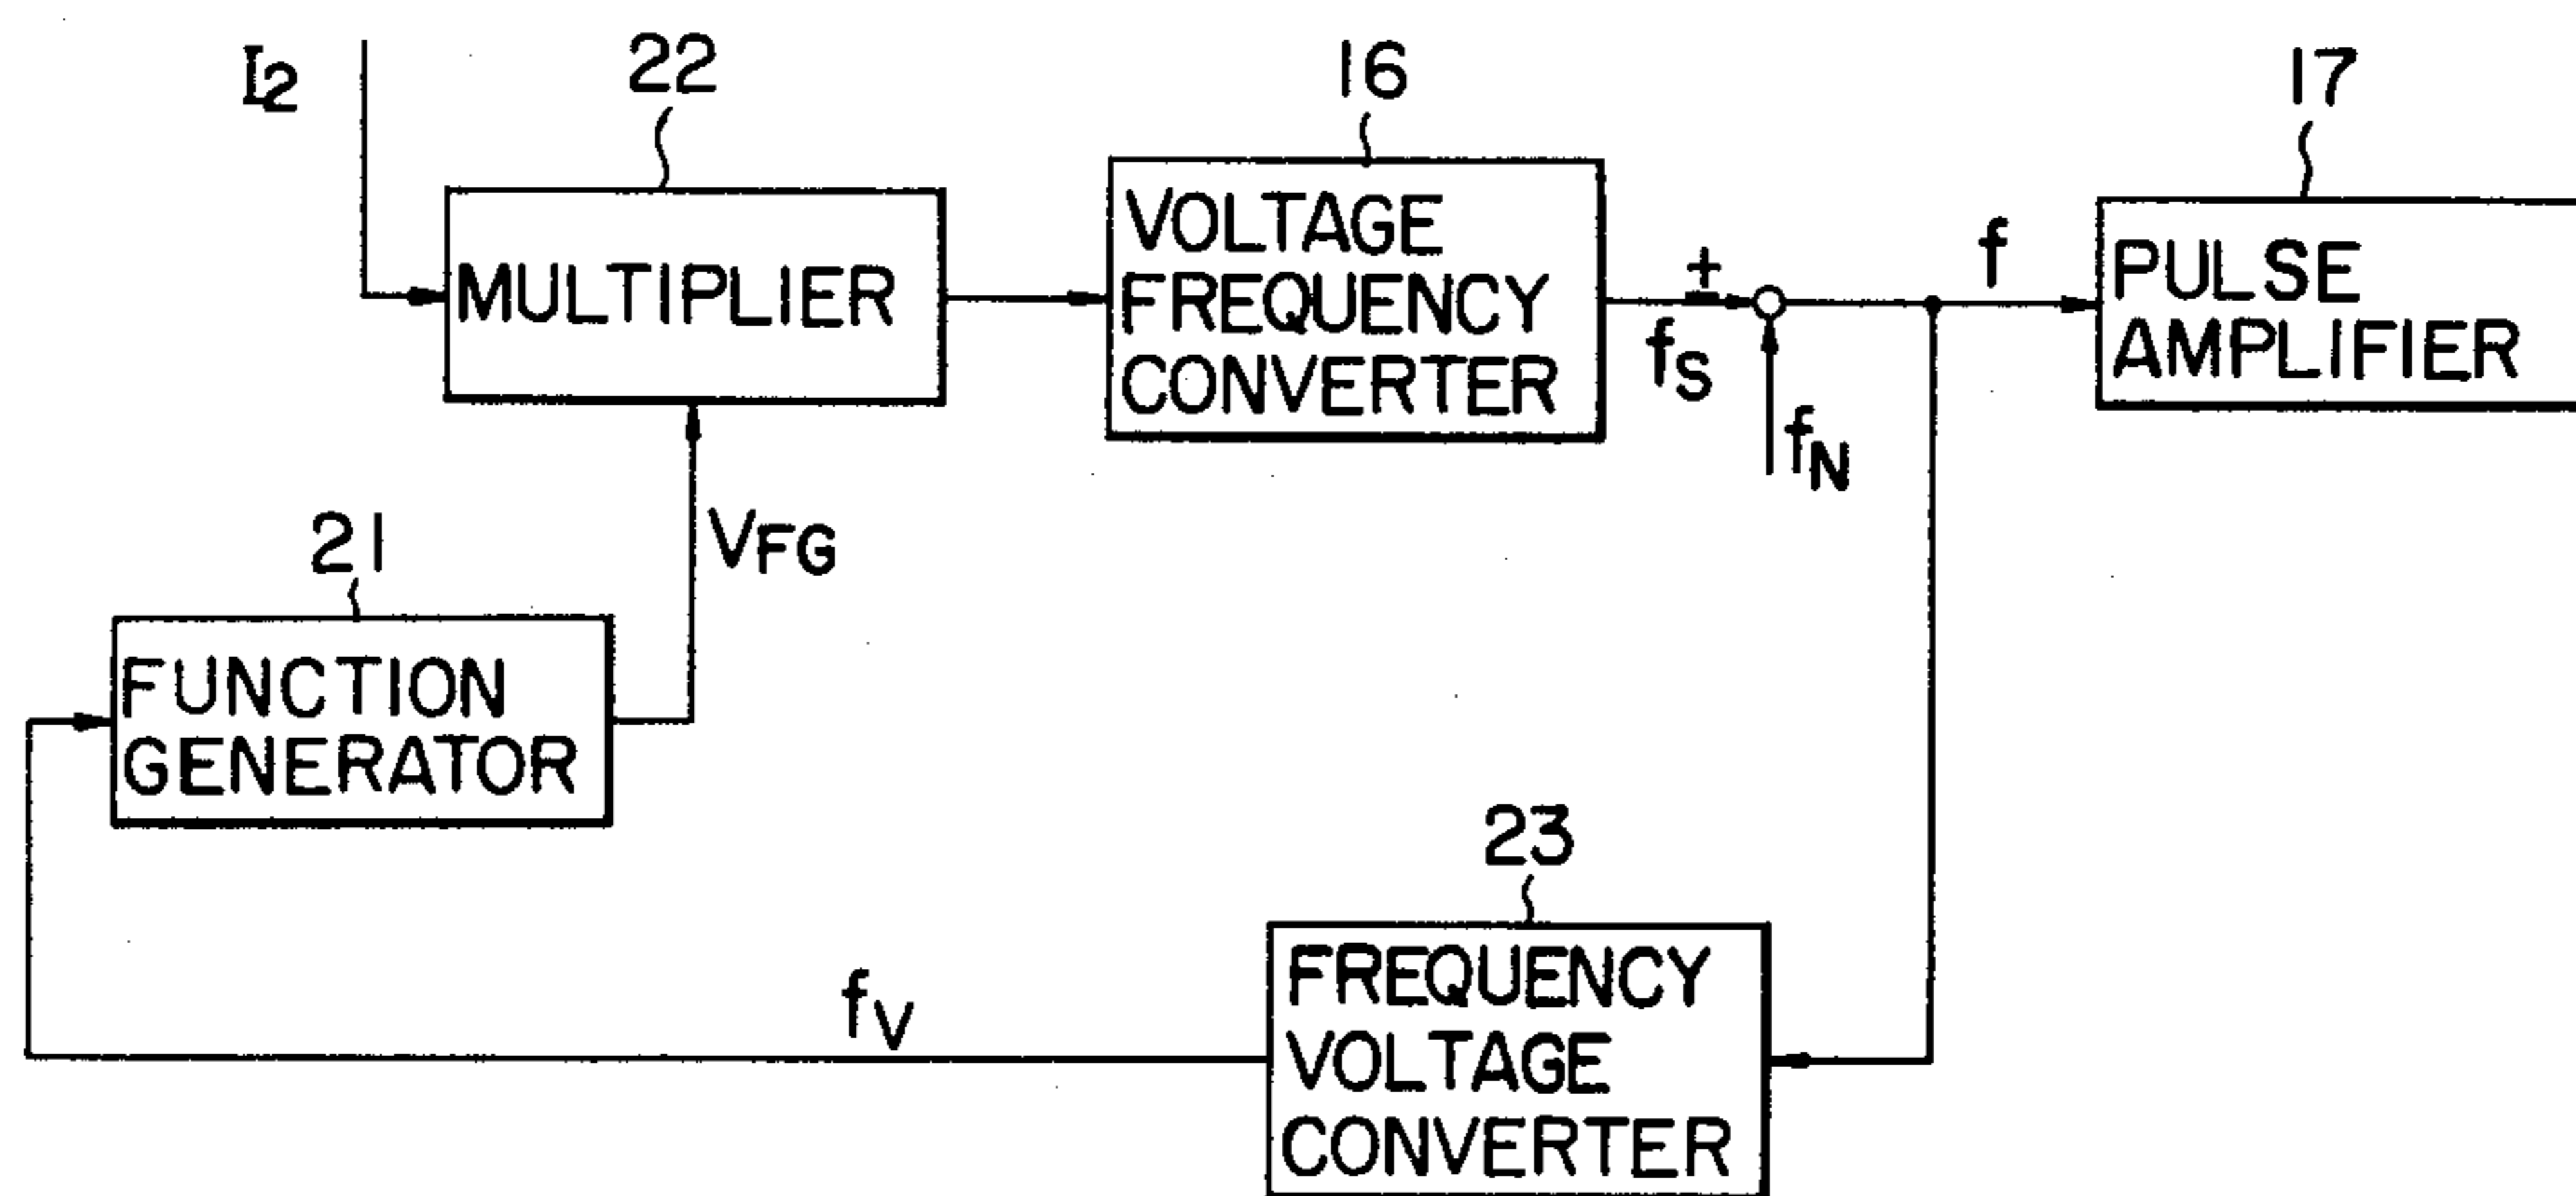 I2
22
16
17
MULTIPLIER
VOLTAGE
FREQUENCY
CONVERTER
±
fS
fN
f
PULSE
AMPLIFIER
21
VFG
FUNCTION
GENERATOR
23
fV
FREQUENCY
VOLTAGE
CONVERTER